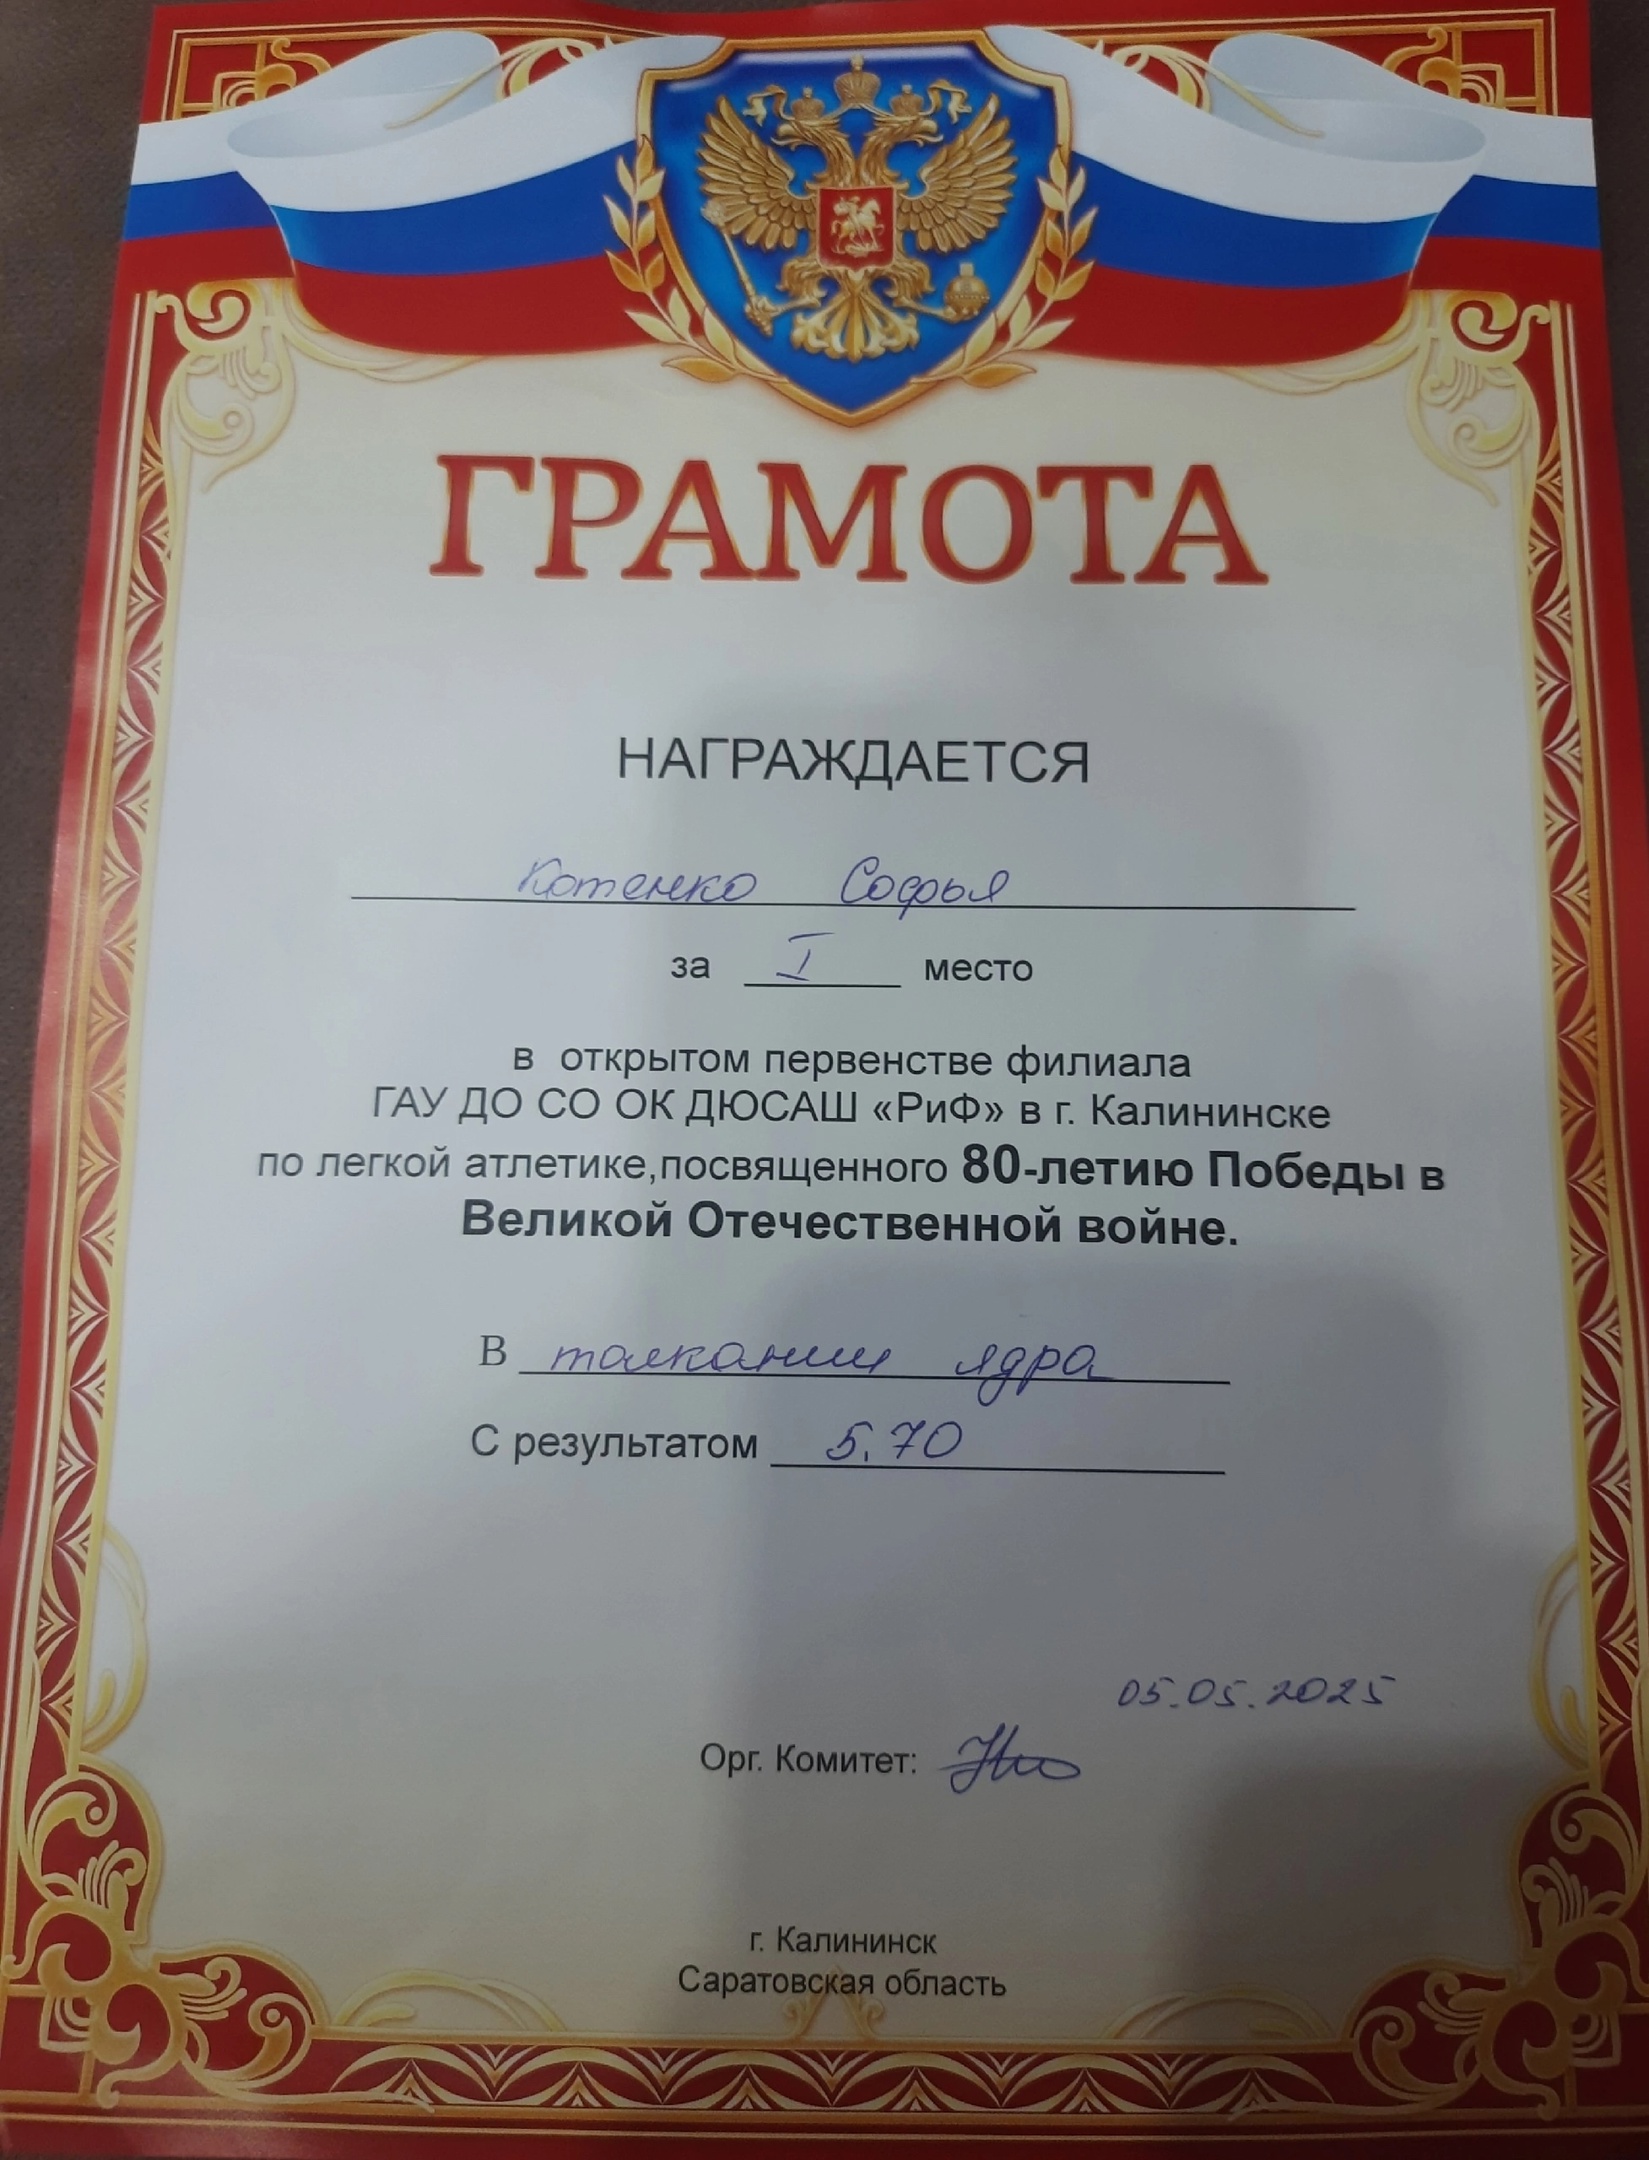 ГРАМОТА
НАГРАЖДАЕТСЯ
Котенко Софья
за I место
в открытом первенстве филиала
ГАУ ДО СО ОК ДЮСАШ «РиФ» в г. Калининске
по легкой атлетике,посвященного 80-летию Победы в
Великой Отечественной войне.
В толкании ядра
С результатом 5.70
05.05.2025
Орг. Комитет:
г. Калининск
Саратовская область